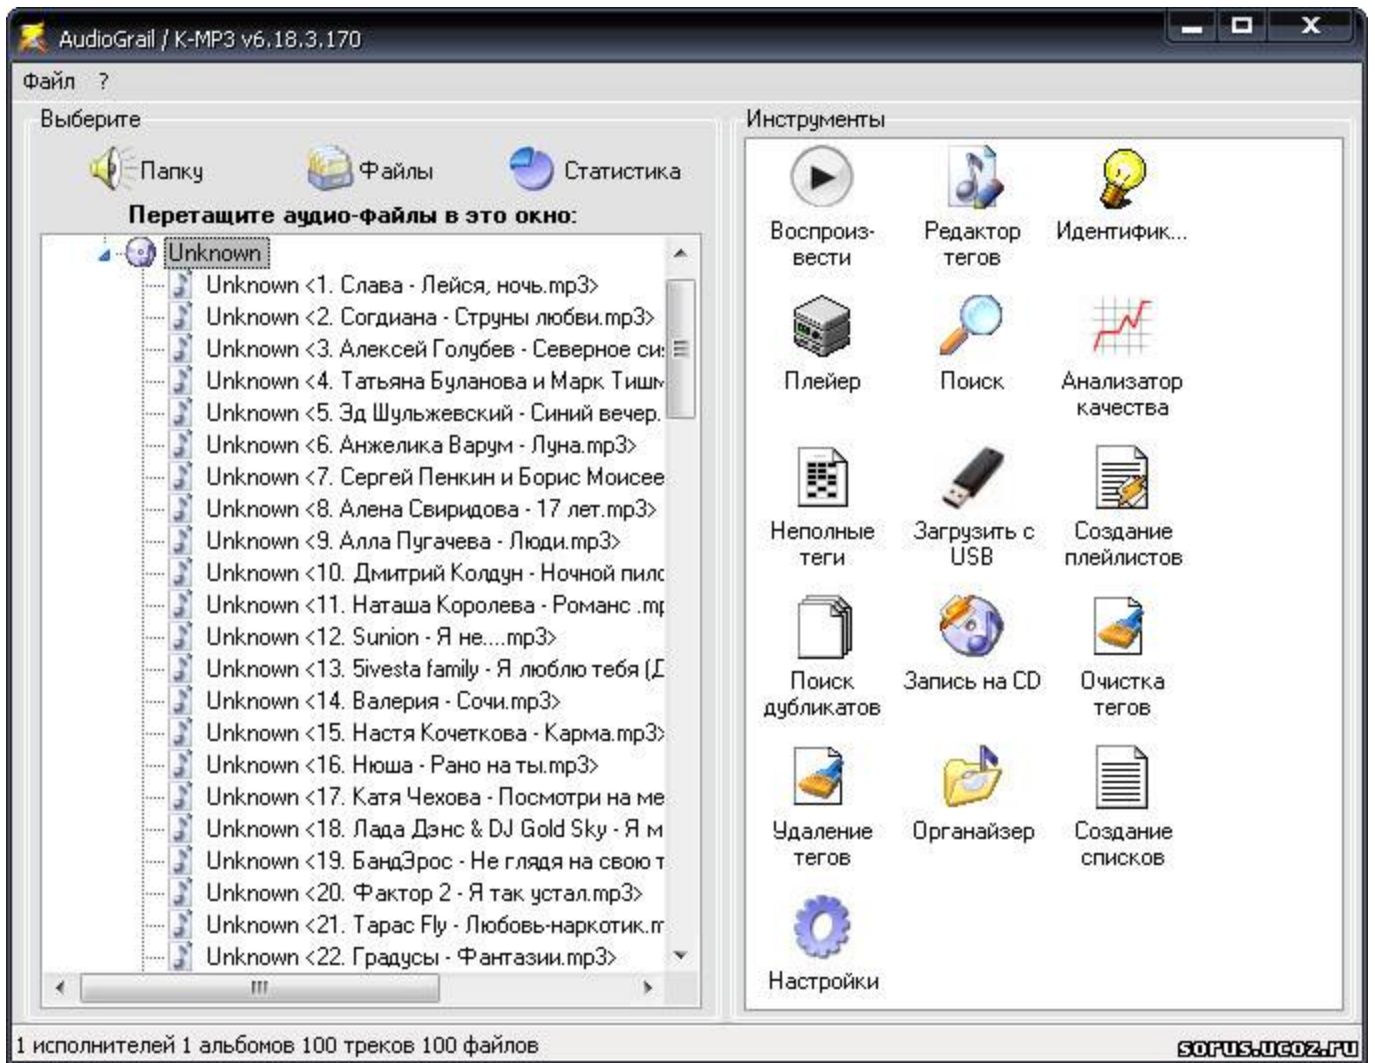 AudioGrail / K-MP3 v6.18.3.170
Файл ?
Выберите
Папку
Файлы
Статистика
Перетащите аудио-файлы в это окно:
Unknown
Unknown <1. Слава - Лейся, ночь.mp3>
Unknown <2. Согдиана - Струны любви.mp3>
Unknown <3. Алексей Голубев - Северное си
Unknown <4. Татьяна Буланова и Марк Тиш
Unknown <5. Эд Шульжевский - Синий вечер.
Unknown <6. Анжелика Варум - Луна.mp3>
Unknown <7. Сергей Пенкин и Борис Моисее
Unknown <8. Алена Свиридова - 17 лет.mp3>
Unknown <9. Алла Пугачева - Люди.mp3>
Unknown <10. Дмитрий Колдун - Ночной пило
Unknown <11. Наташа Королева - Романс .mp
Unknown <12. Sunion - Я не....mp3>
Unknown <13. 5ivesta family - Я люблю тебя (Д
Unknown <14. Валерия - Сочи.mp3>
Unknown <15. Настя Кочеткова - Карма.mp3>
Unknown <16. Нюша - Рано на ты.mp3>
Unknown <17. Катя Чехова - Посмотри на ме
Unknown <18. Лада Дэнс & DJ Gold Sky - Я м
Unknown <19. БандЭрос - Не глядя на свою т
Unknown <20. Фактор 2 - Я так устал.mp3>
Unknown <21. Тарас Fly - Любовь-наркотик.m
Unknown <22. Градусы - Фантазии.mp3>
Инструменты
Воспроиз-
вести
Редактор
тегов
Идентифик...
Плейер
Поиск
Анализатор
качества
Неполные
теги
Загрузить с
USB
Создание
плейлистов
Поиск
дубликатов
Запись на CD
Очистка
тегов
Удаление
тегов
Органайзер
Создание
списков
Настройки
1 исполнителей 1 альбомов 100 треков 100 файлов
sorus.ucoz.ru